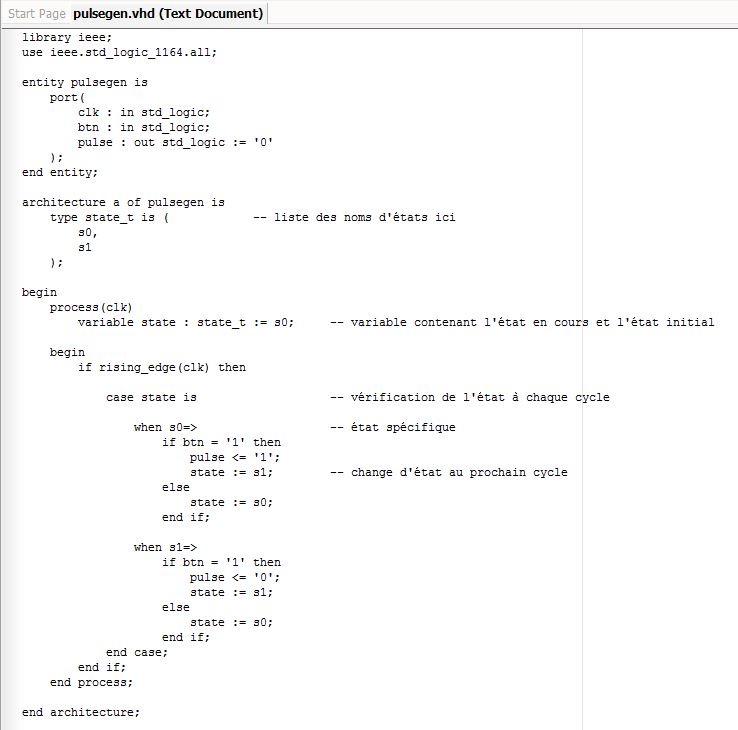 Start Page pulsegen.vhd (Text Document)
library ieee;
use ieee.std_logic_1164.all;
entity pulsegen is
port(
clk : in std_logic;
btn : in std_logic;
pulse : out std_logic := '0'
);
end entity;
architecture a of pulsegen is
type state_t is ( -- liste des noms d'états ici
s0,
s1
);
begin
process(clk)
variable state : state_t := s0; -- variable contenant l'état en cours et l'état initial
begin
if rising_edge(clk) then
case state is -- vérification de l'état à chaque cycle
when s0=> -- état spécifique
if btn = '1' then
pulse <= '1';
state := s1; -- change d'état au prochain cycle
else
state := s0;
end if;
when s1=>
if btn = '1' then
pulse <= '0';
state := s1;
else
state := s0;
end if;
end case;
end if;
end process;
end architecture;